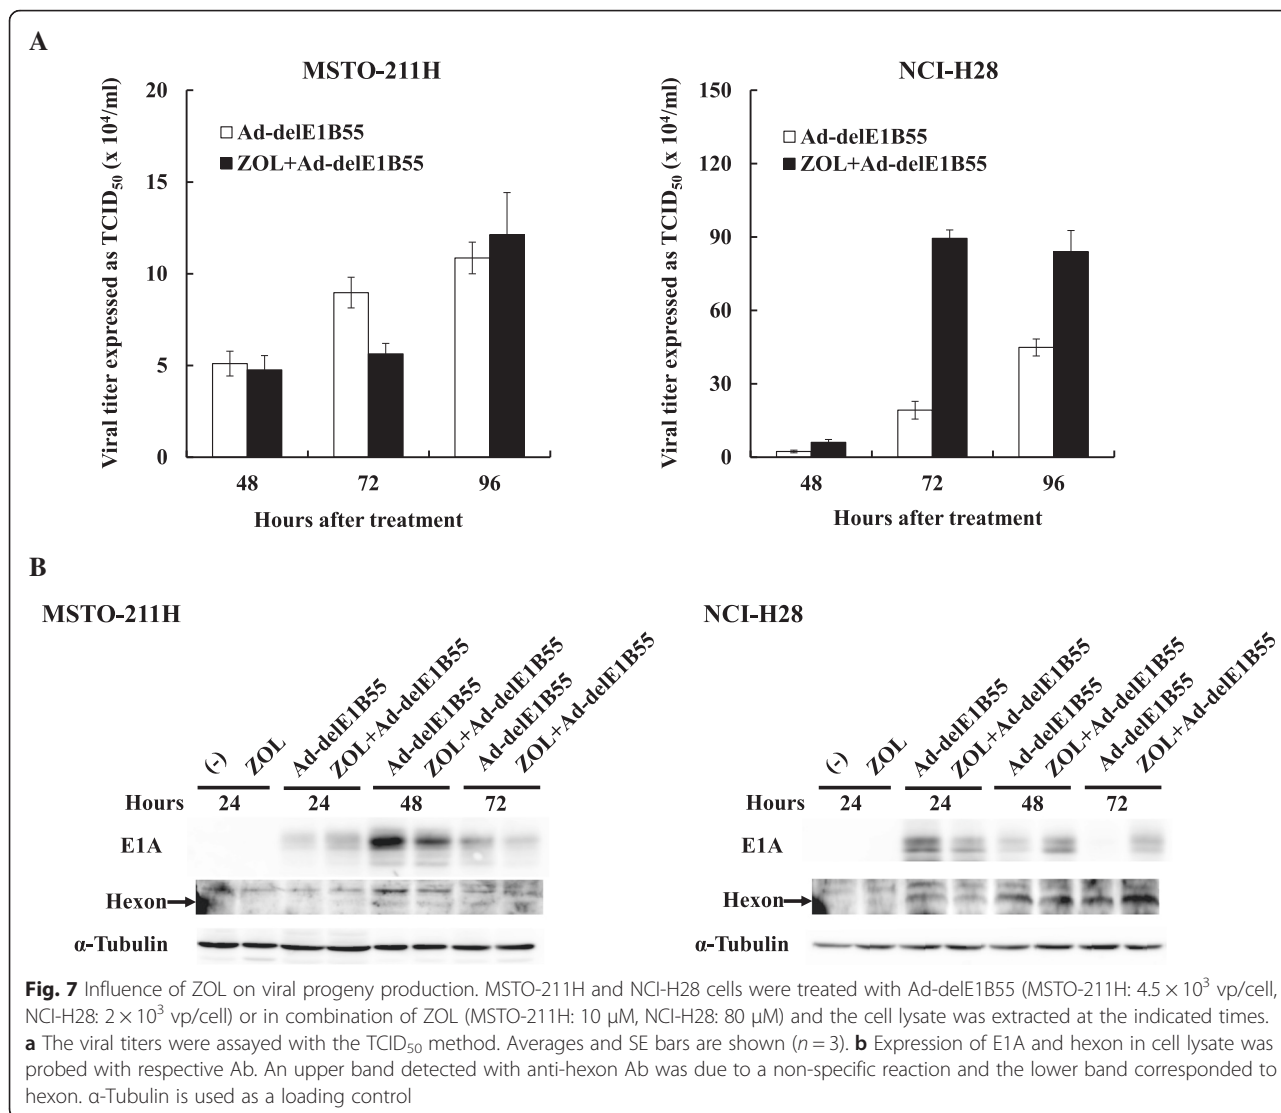 A
MSTO-211H
Viral titer expressed as TCID50 (x 10⁴/ml)
20
15
10
5
0
Ad-delE1B55
ZOL+Ad-delE1B55
48 72 96
Hours after treatment
NCI-H28
Viral titer expressed as TCID50 (x 10⁴/ml)
150
120
90
60
30
0
Ad-delE1B55
ZOL+Ad-delE1B55
48 72 96
Hours after treatment
B
MSTO-211H
(-) ZOL Ad-delE1B55 ZOL+Ad-delE1B55 Ad-delE1B55 ZOL+Ad-delE1B55 Ad-delE1B55 ZOL+Ad-delE1B55
Hours 24 24 48 72
E1A
Hexon
α-Tubulin
NCI-H28
(-) ZOL Ad-delE1B55 ZOL+Ad-delE1B55 Ad-delE1B55 ZOL+Ad-delE1B55 Ad-delE1B55 ZOL+Ad-delE1B55
Hours 24 24 48 72
E1A
Hexon
α-Tubulin
Fig. 7 Influence of ZOL on viral progeny production. MSTO-211H and NCI-H28 cells were treated with Ad-delE1B55 (MSTO-211H: 4.5 × 10³ vp/cell,
NCI-H28: 2 × 10³ vp/cell) or in combination of ZOL (MSTO-211H: 10 μM, NCI-H28: 80 μM) and the cell lysate was extracted at the indicated times.
a The viral titers were assayed with the TCID50 method. Averages and SE bars are shown (n = 3). b Expression of E1A and hexon in cell lysate was
probed with respective Ab. An upper band detected with anti-hexon Ab was due to a non-specific reaction and the lower band corresponded to
hexon. α-Tubulin is used as a loading control